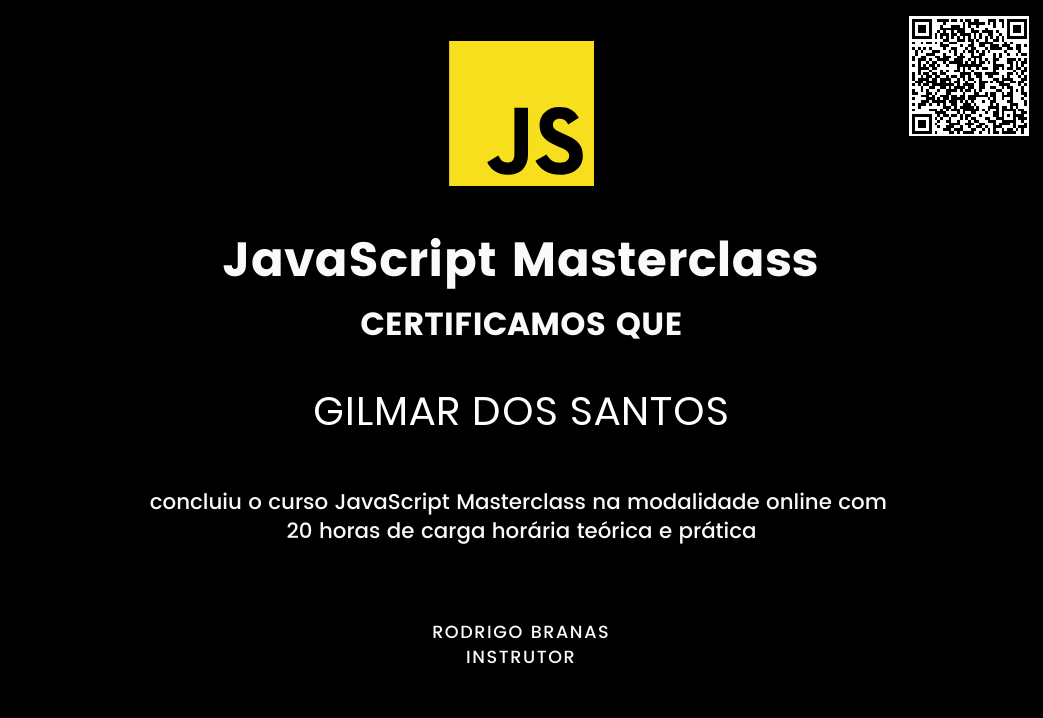 JS
JavaScript Masterclass
CERTIFICAMOS QUE
GILMAR DOS SANTOS
concluiu o curso JavaScript Masterclass na modalidade online com
20 horas de carga horária teórica e prática
RODRIGO BRANAS
INSTRUTOR